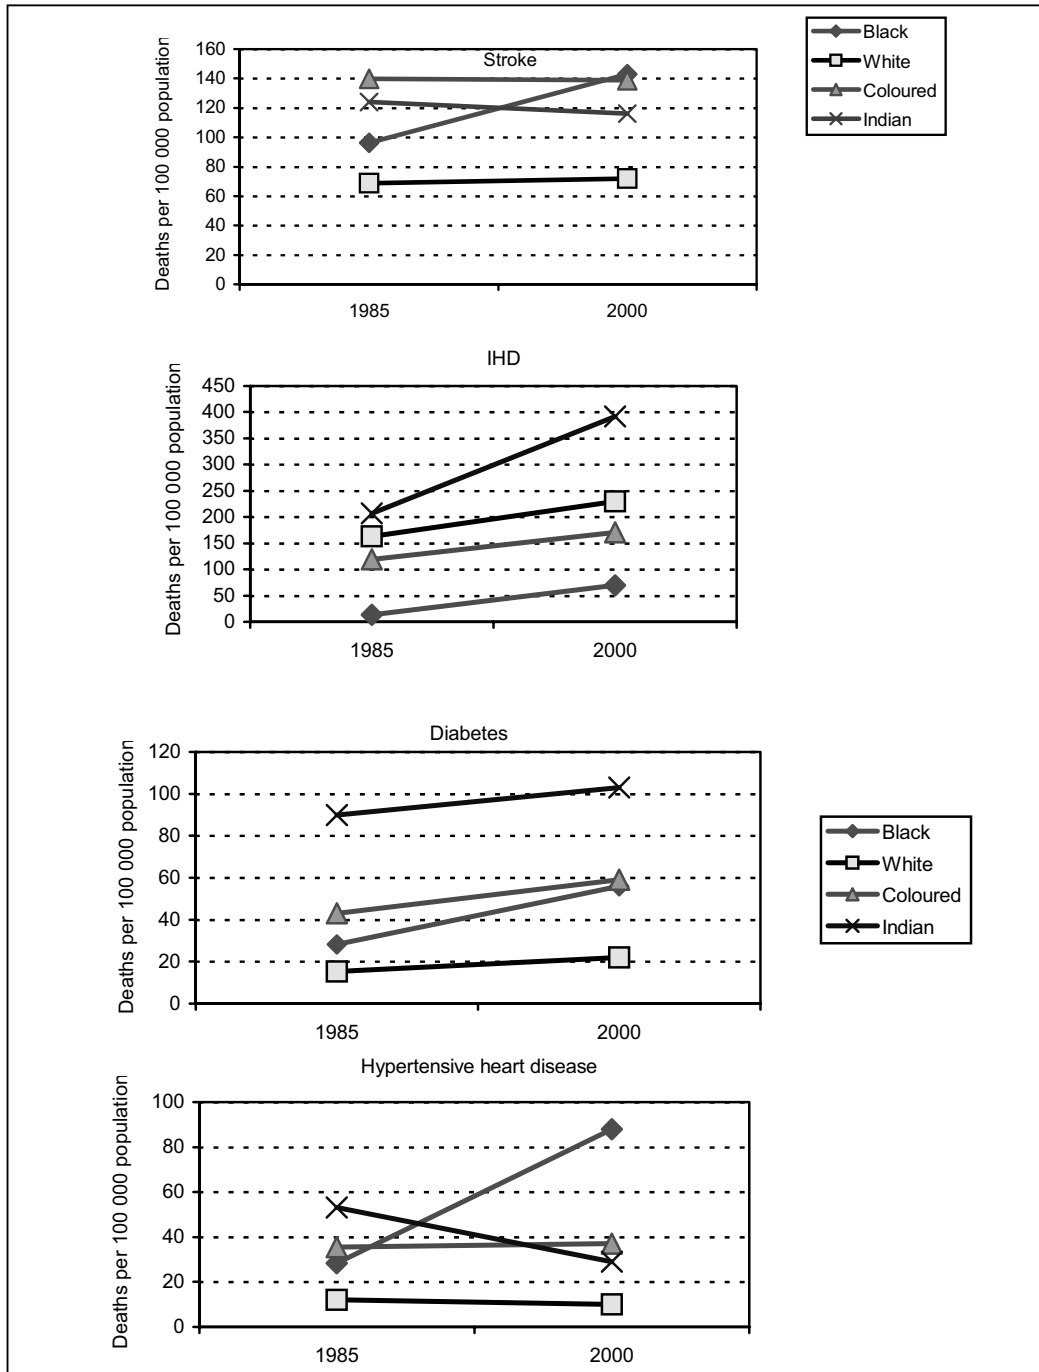 Stroke
Deaths per 100 000 population
160
140
120
100
80
60
40
20
0
1985 2000
Black
White
Coloured
Indian
IHD
Deaths per 100 000 population
450
400
350
300
250
200
150
100
50
0
1985 2000
Diabetes
Deaths per 100 000 population
120
100
80
60
40
20
0
1985 2000
Black
White
Coloured
Indian
Hypertensive heart disease
Deaths per 100 000 population
100
80
60
40
20
0
1985 2000